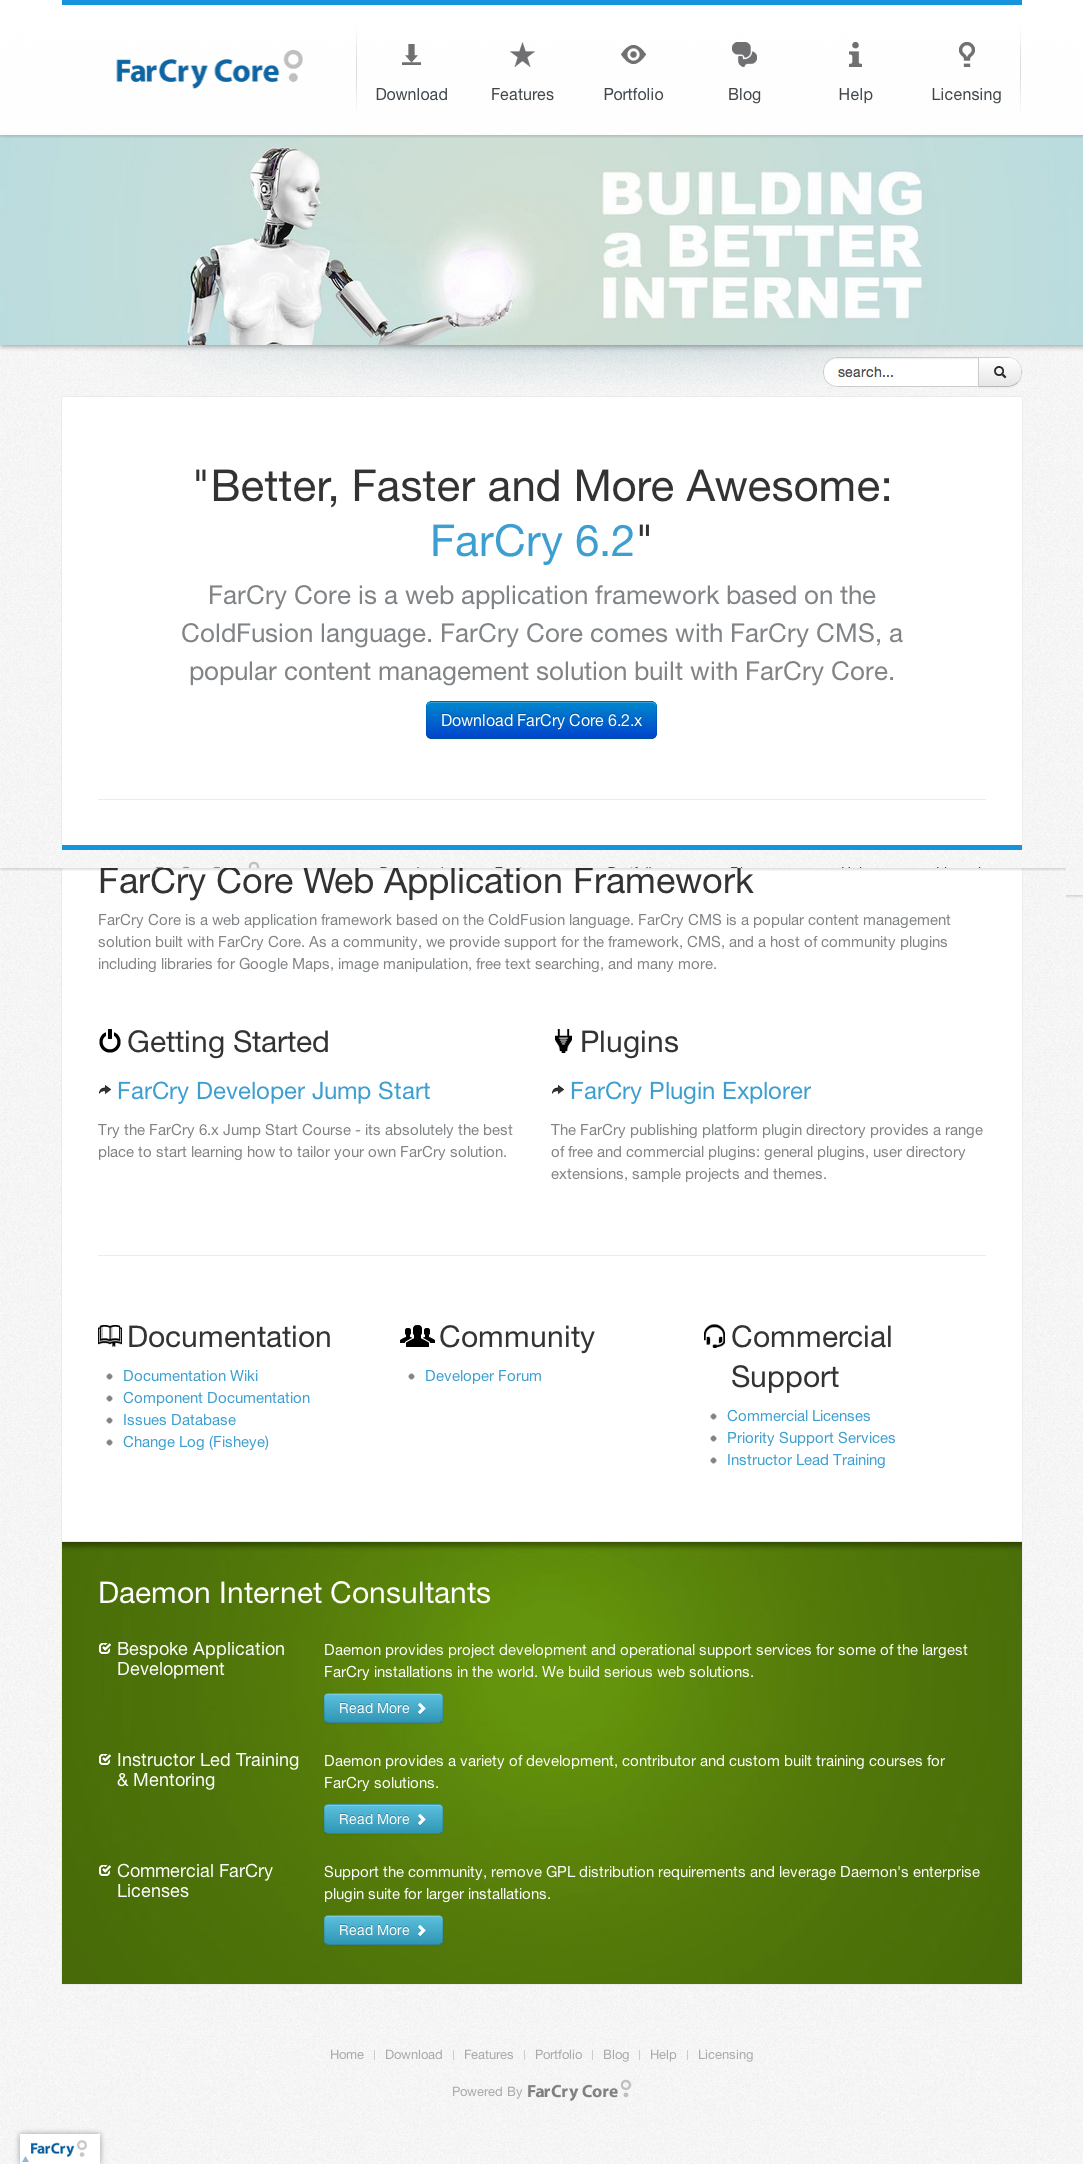 FarCry Core
Download
Features
Portfolio
Blog
Help
Licensing
BUILDING
a BETTER
INTERNET
search...
"Better, Faster and More Awesome:
FarCry 6.2"
FarCry Core is a web application framework based on the
ColdFusion language. FarCry Core comes with FarCry CMS, a
popular content management solution built with FarCry Core.
Download FarCry Core 6.2.x
FarCry Core Web Application Framework
FarCry Core is a web application framework based on the ColdFusion language. FarCry CMS is a popular content management
solution built with FarCry Core. As a community, we provide support for the framework, CMS, and a host of community plugins
including libraries for Google Maps, image manipulation, free text searching, and many more.
Getting Started
FarCry Developer Jump Start
Try the FarCry 6.x Jump Start Course - its absolutely the best
place to start learning how to tailor your own FarCry solution.
Plugins
FarCry Plugin Explorer
The FarCry publishing platform plugin directory provides a range
of free and commercial plugins: general plugins, user directory
extensions, sample projects and themes.
Documentation
Documentation Wiki
Component Documentation
Issues Database
Change Log (Fisheye)
Community
Developer Forum
Commercial
Support
Commercial Licenses
Priority Support Services
Instructor Lead Training
Daemon Internet Consultants
Bespoke Application
Development
Daemon provides project development and operational support services for some of the largest
FarCry installations in the world. We build serious web solutions.
Read More
Instructor Led Training
& Mentoring
Daemon provides a variety of development, contributor and custom built training courses for
FarCry solutions.
Read More
Commercial FarCry
Licenses
Support the community, remove GPL distribution requirements and leverage Daemon's enterprise
plugin suite for larger installations.
Read More
Home | Download | Features | Portfolio | Blog | Help | Licensing
Powered By FarCry Core
FarCry